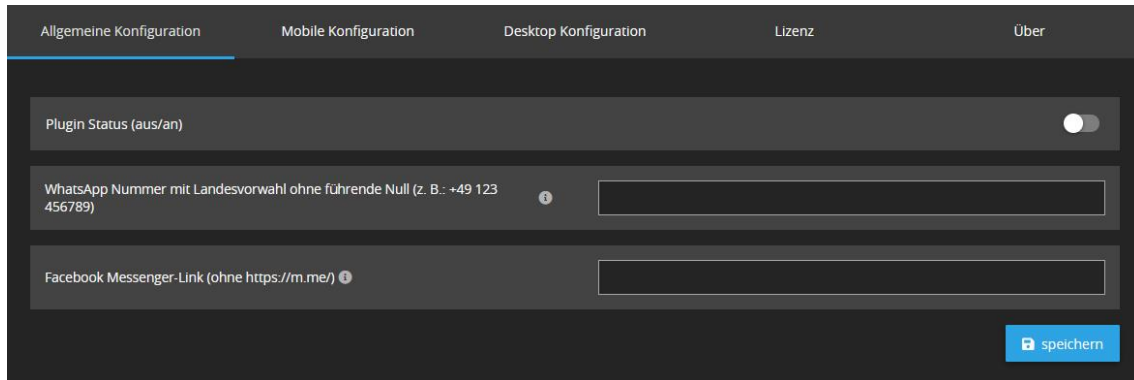 Allgemeine Konfiguration Mobile Konfiguration Desktop Konfiguration Lizenz Über
Plugin Status (aus/an)
WhatsApp Nummer mit Landesvorwahl ohne führende Null (z. B.: +49 123
456789)
Facebook Messenger-Link (ohne https://m.me/)
speichern